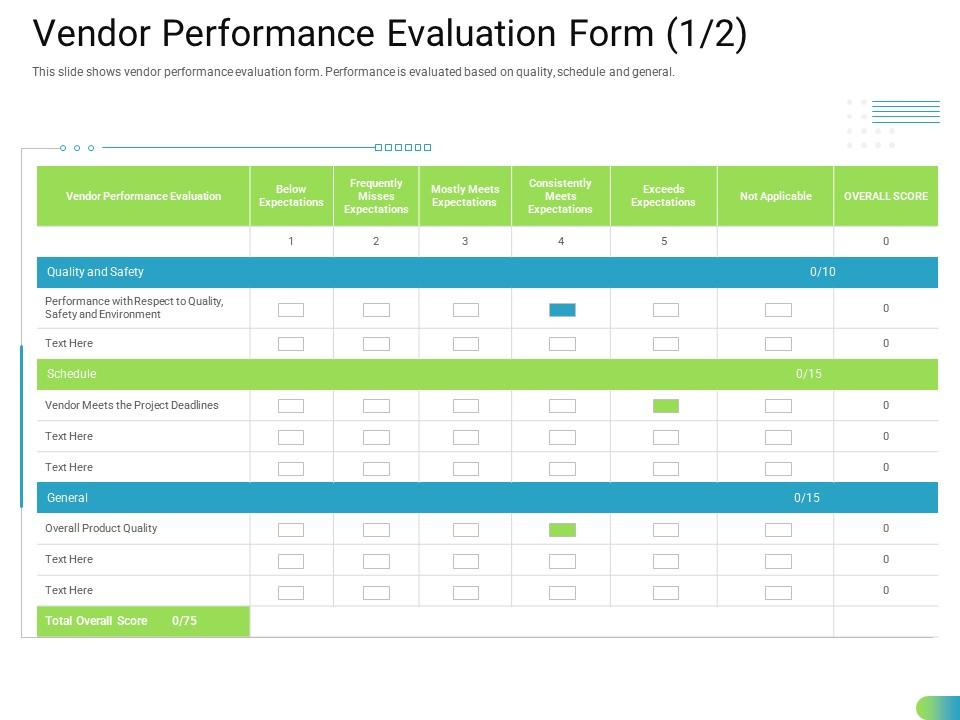 Vendor Performance Evaluation Form (1/2)
This slide shows vendor performance evaluation form. Performance is evaluated based on quality, schedule and general.
Vendor Performance Evaluation
Below
Expectations
Frequently
Misses
Expectations
Mostly Meets
Expectations
Consistently
Meets
Expectations
Exceeds
Expectations
Not Applicable
OVERALL SCORE
1 2 3 4 5 0
Quality and Safety 0/10
Performance with Respect to Quality,
Safety and Environment
0
Text Here 0
Schedule 0/15
Vendor Meets the Project Deadlines 0
Text Here 0
Text Here 0
General 0/15
Overall Product Quality 0
Text Here 0
Text Here 0
Total Overall Score 0/75